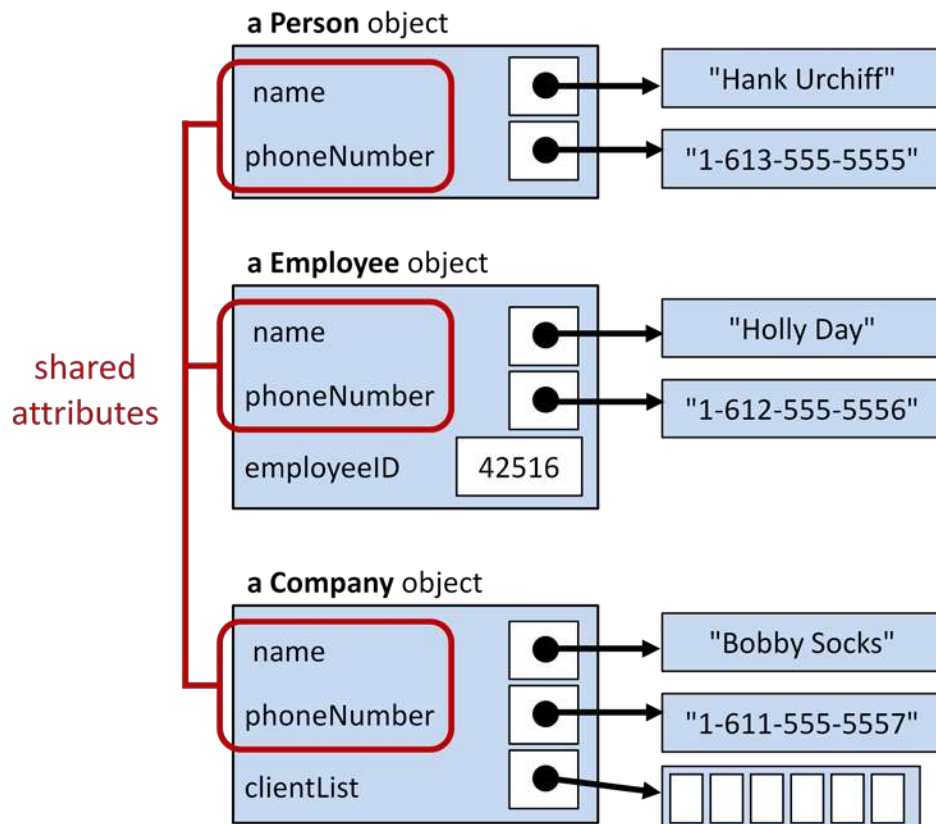 a Person object
name
"Hank Urchiff"
phoneNumber
"1-613-555-5555"
a Employee object
name
"Holly Day"
shared
attributes
phoneNumber
"1-612-555-5556"
employeeID
42516
a Company object
name
"Bobby Socks"
phoneNumber
"1-611-555-5557"
clientList